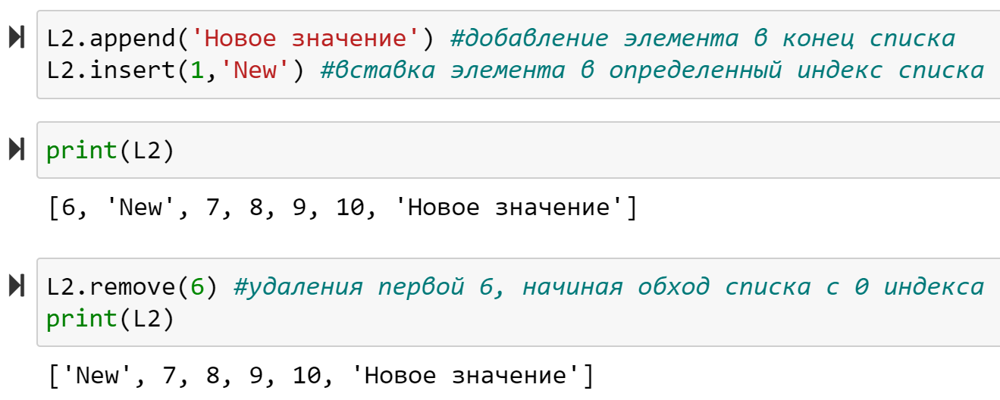 L2.append('Новое значение') #добавление элемента в конец списка
L2.insert(1,'New') #вставка элемента в определенный индекс списка
print(L2)
[6, 'New', 7, 8, 9, 10, 'Новое значение']
L2.remove(6) #удаления первой 6, начиная обход списка с 0 индекса
print(L2)
['New', 7, 8, 9, 10, 'Новое значение']